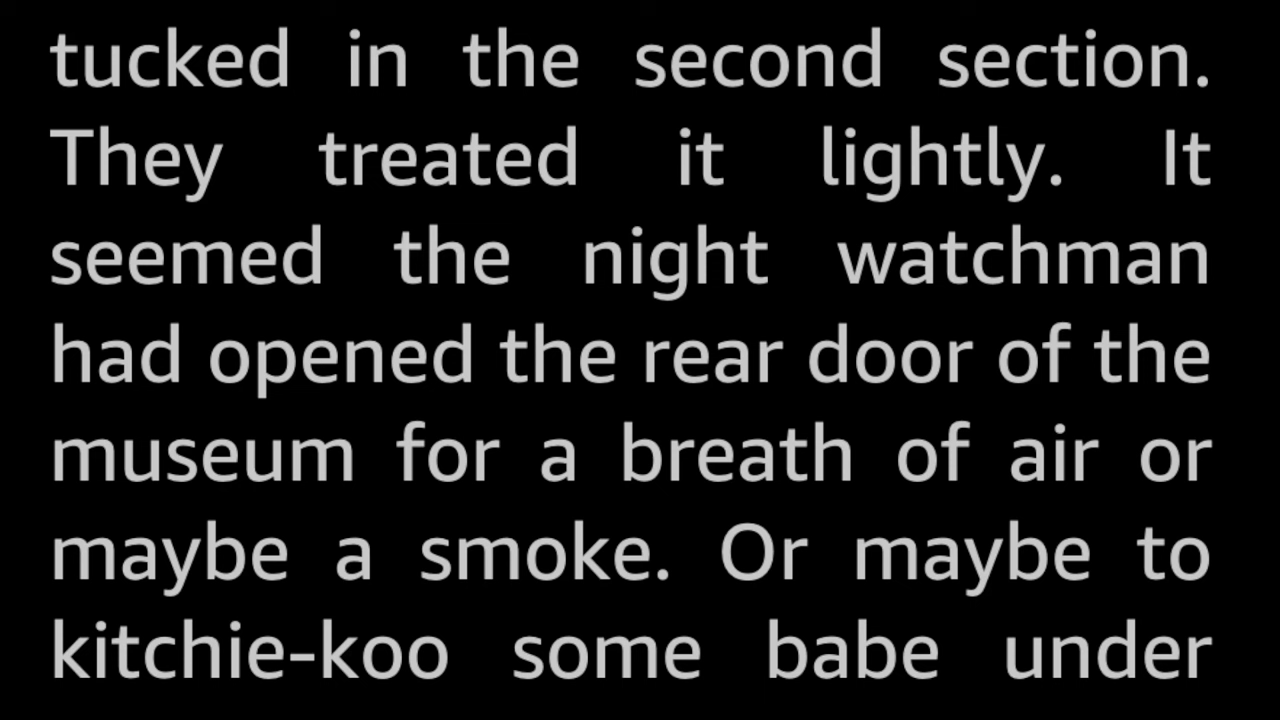 tucked in the second section.
They treated it lightly. It
seemed the night watchman
had opened the rear door of the
museum for a breath of air or
maybe a smoke. Or maybe to
kitchie-koo some babe under